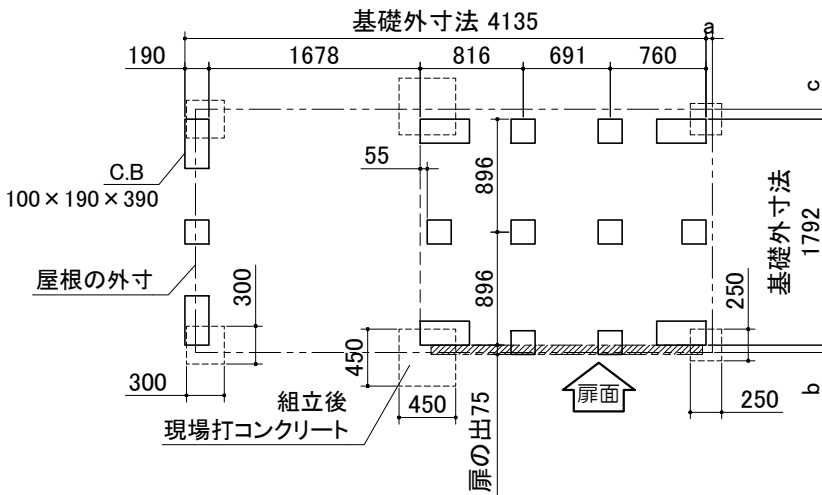 基礎外寸法 4135
a
190
1678
816
691
760
c
C.B
100×190×390
55
896
基礎外寸法
1792
屋根の外寸
300
896
250
450
300
組立後
現場打コンクリート
450
扉の出75
扉面
250
b